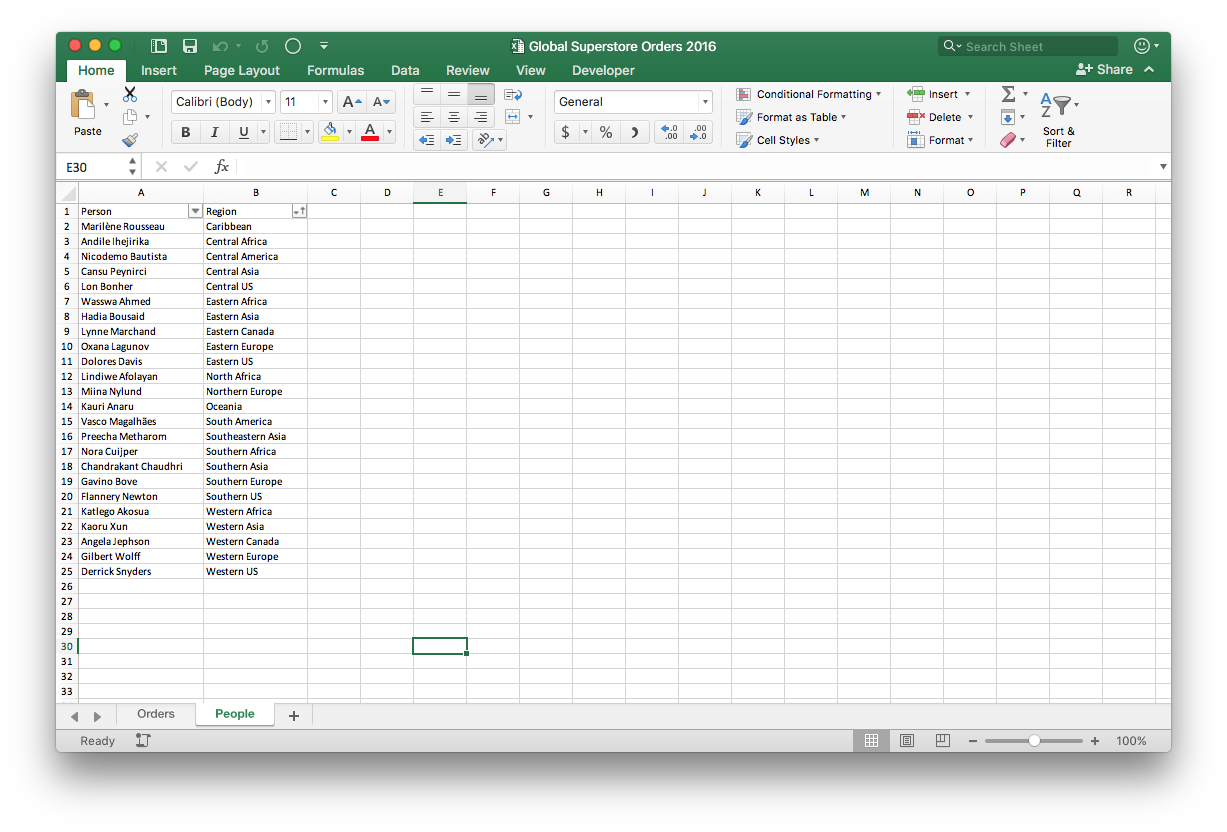 Global Superstore Orders 2016
Search Sheet
Home Insert Page Layout Formulas Data Review View Developer Share
Paste
Calibri (Body) 11 A A
B I U A
General
$ % .0 .00 .00 .0
Conditional Formatting
Format as Table
Cell Styles
Insert
Delete
Format
Σ
A Z
Sort &
Filter
E30 fx
A B C D E F G H I J K L M N O P Q R
1 Person Region
2 Marilène Rousseau Caribbean
3 Andile Ihejirika Central Africa
4 Nicodemo Bautista Central America
5 Cansu Peynirci Central Asia
6 Lon Bonher Central US
7 Wasswa Ahmed Eastern Africa
8 Hadia Bousaid Eastern Asia
9 Lynne Marchand Eastern Canada
10 Oxana Lagunov Eastern Europe
11 Dolores Davis Eastern US
12 Lindiwe Afolayan North Africa
13 Miina Nylund Northern Europe
14 Kauri Anaru Oceania
15 Vasco Magalhães South America
16 Preecha Metharom Southeastern Asia
17 Nora Cuijper Southern Africa
18 Chandrakant Chaudhri Southern Asia
19 Gavino Bove Southern Europe
20 Flannery Newton Southern US
21 Katlego Akosua Western Africa
22 Kaoru Xun Western Asia
23 Angela Jephson Western Canada
24 Gilbert Wolff Western Europe
25 Derrick Snyders Western US
26
27
28
29
30
31
32
33
Orders People +
Ready 100%